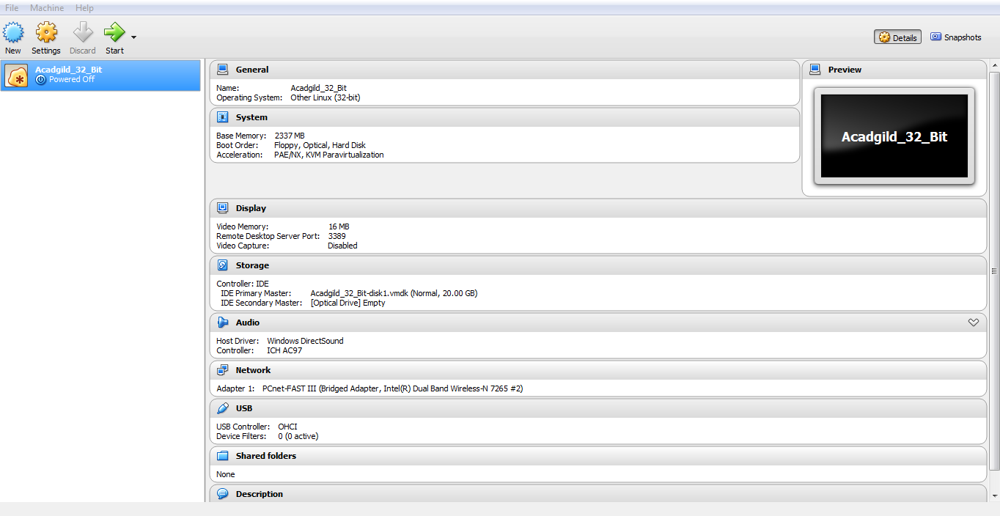 File Machine Help
New Settings Discard Start
Details Snapshots
Acadgild_32_Bit
Powered Off
General
Name: Acadgild_32_Bit
Operating System: Other Linux (32-bit)
System
Base Memory: 2337 MB
Boot Order: Floppy, Optical, Hard Disk
Acceleration: PAE/NX, KVM Paravirtualization
Preview
Acadgild_32_Bit
Display
Video Memory: 16 MB
Remote Desktop Server Port: 3389
Video Capture: Disabled
Storage
Controller: IDE
IDE Primary Master: Acadgild_32_Bit-disk1.vmdk (Normal, 20.00 GB)
IDE Secondary Master: [Optical Drive] Empty
Audio
Host Driver: Windows DirectSound
Controller: ICH AC97
Network
Adapter 1: PCnet-FAST III (Bridged Adapter, Intel(R) Dual Band Wireless-N 7265 #2)
USB
USB Controller: OHCI
Device Filters: 0 (0 active)
Shared folders
None
Description